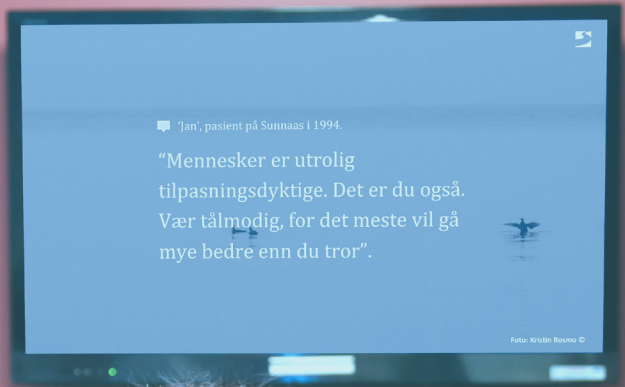 'Jan', pasient på Sunnaas i 1994.
“Mennesker er utrolig
tilpasningsdyktige. Det er du også.
Vær tålmodig, for det meste vil gå
mye bedre enn du tror”.
Foto: Kristin Rosmo ©